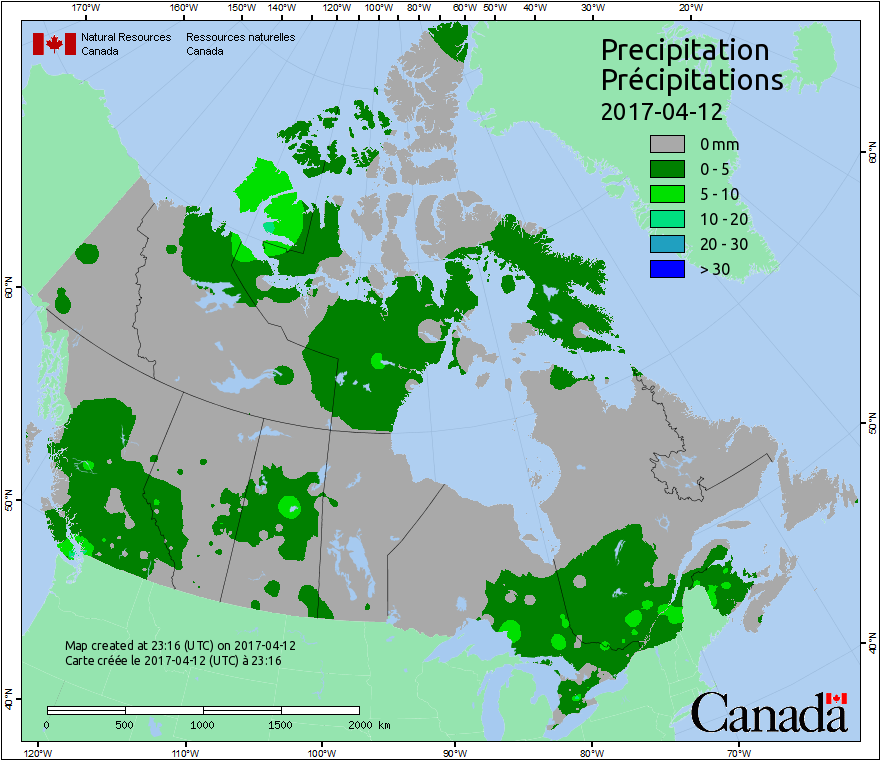 170°W 160°W 150°W 140°W 120°W 100°W 80°W 60°W 50°W 40°W 30°W 20°W
Natural Resources Ressources naturelles
Canada Canada
Precipitation
Précipitations
2017-04-12
0 mm
0 - 5
5 - 10
10 - 20
20 - 30
> 30
60°N 60°N
50°N 50°N
40°N 40°N
Map created at 23:16 (UTC) on 2017-04-12
Carte créée le 2017-04-12 (UTC) à 23:16
0 500 1000 1500 2000 km
Canada
120°W 110°W 100°W 90°W 80°W 70°W